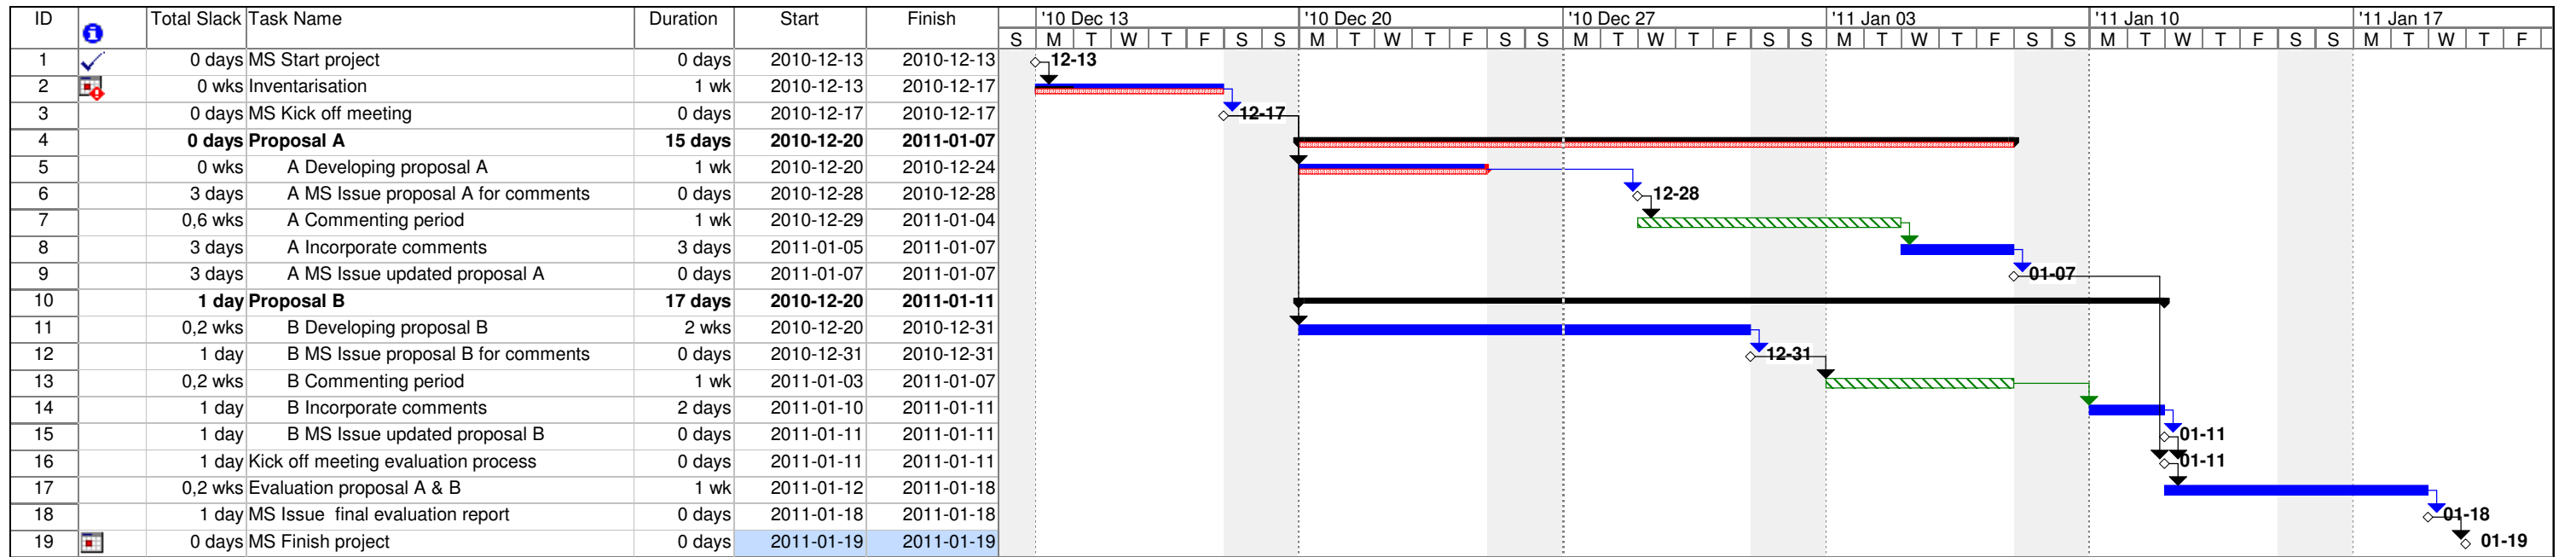 ID Total Slack Task Name Duration Start Finish '10 Dec 13 '10 Dec 20 '10 Dec 27 '11 Jan 03 '11 Jan 10 '11 Jan 17
S M T W T F S S M T W T F S S M T W T F S S M T W T F S S M T W T F S S M T W T F
1 0 days MS Start project 0 days 2010-12-13 2010-12-13 12-13
2 0 wks Inventarisation 1 wk 2010-12-13 2010-12-17
3 0 days MS Kick off meeting 0 days 2010-12-17 2010-12-17 12-17
4 0 days Proposal A 15 days 2010-12-20 2011-01-07
5 0 wks A Developing proposal A 1 wk 2010-12-20 2010-12-24
6 3 days A MS Issue proposal A for comments 0 days 2010-12-28 2010-12-28 12-28
7 0,6 wks A Commenting period 1 wk 2010-12-29 2011-01-04
8 3 days A Incorporate comments 3 days 2011-01-05 2011-01-07
9 3 days A MS Issue updated proposal A 0 days 2011-01-07 2011-01-07 01-07
10 1 day Proposal B 17 days 2010-12-20 2011-01-11
11 0,2 wks B Developing proposal B 2 wks 2010-12-20 2010-12-31
12 1 day B MS Issue proposal B for comments 0 days 2010-12-31 2010-12-31 12-31
13 0,2 wks B Commenting period 1 wk 2011-01-03 2011-01-07
14 1 day B Incorporate comments 2 days 2011-01-10 2011-01-11
15 1 day B MS Issue updated proposal B 0 days 2011-01-11 2011-01-11 01-11
16 1 day Kick off meeting evaluation process 0 days 2011-01-11 2011-01-11 01-11
17 0,2 wks Evaluation proposal A & B 1 wk 2011-01-12 2011-01-18
18 1 day MS Issue final evaluation report 0 days 2011-01-18 2011-01-18 01-18
19 0 days MS Finish project 0 days 2011-01-19 2011-01-19 01-19